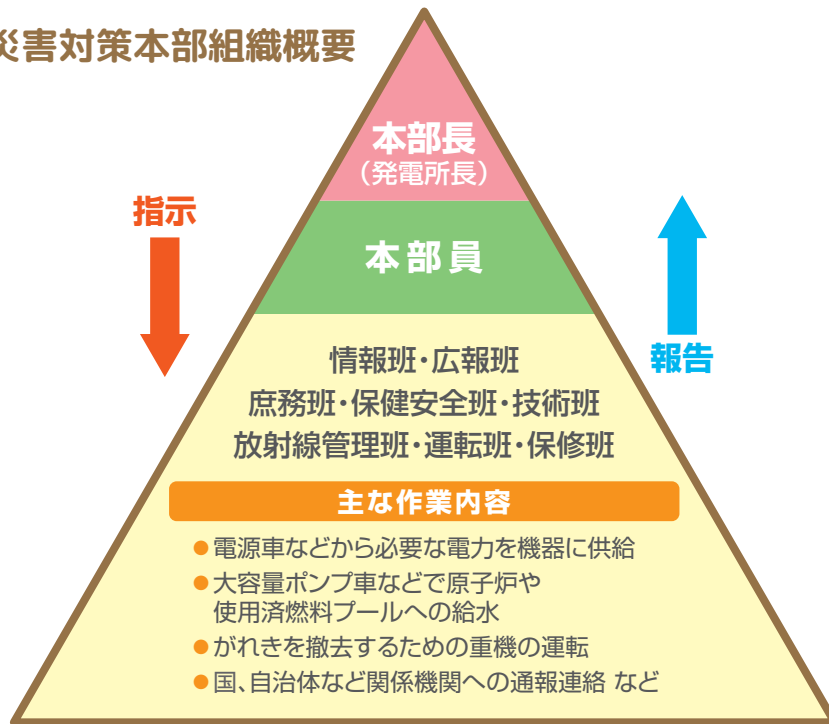 災害対策本部組織概要
本部長
（発電所長）
指示
本部員
報告
情報班・広報班
庶務班・保健安全班・技術班
放射線管理班・運転班・保修班
主な作業内容
●電源車などから必要な電力を機器に供給
●大容量ポンプ車などで原子炉や
使用済燃料プールへの給水
●がれきを撤去するための重機の運転
●国、自治体など関係機関への通報連絡 など